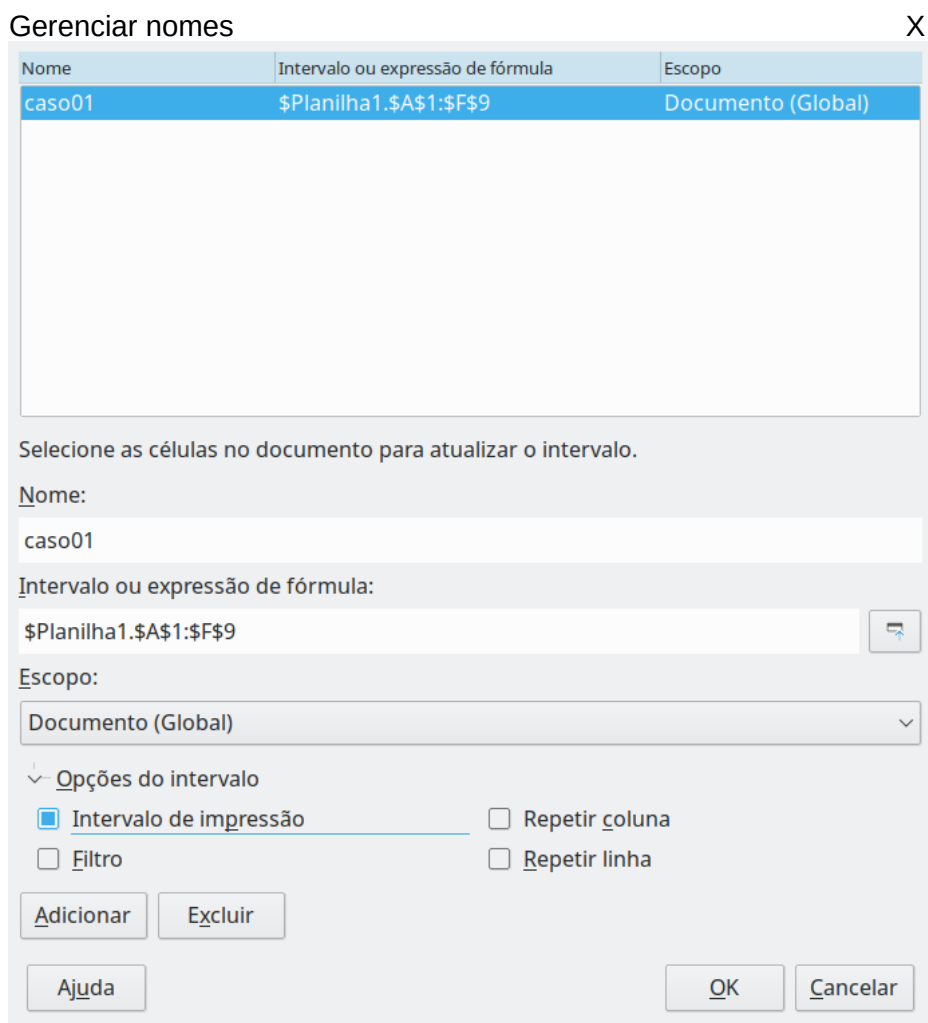 Gerenciar nomes X
Nome Intervalo ou expressão de fórmula Escopo
caso01 $Planilha1.$A$1:$F$9 Documento (Global)
Selecione as células no documento para atualizar o intervalo.
Nome:
caso01
Intervalo ou expressão de fórmula:
$Planilha1.$A$1:$F$9
Escopo:
Documento (Global)
Opções do intervalo
Intervalo de impressão Repetir coluna
Filtro Repetir linha
Adicionar Excluir
Ajuda OK Cancelar